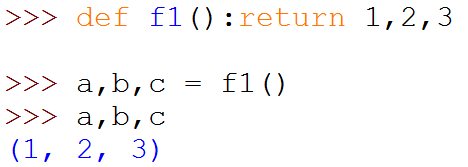 >>> def f1():return 1,2,3
>>> a,b,c = f1()
>>> a,b,c
(1, 2, 3)